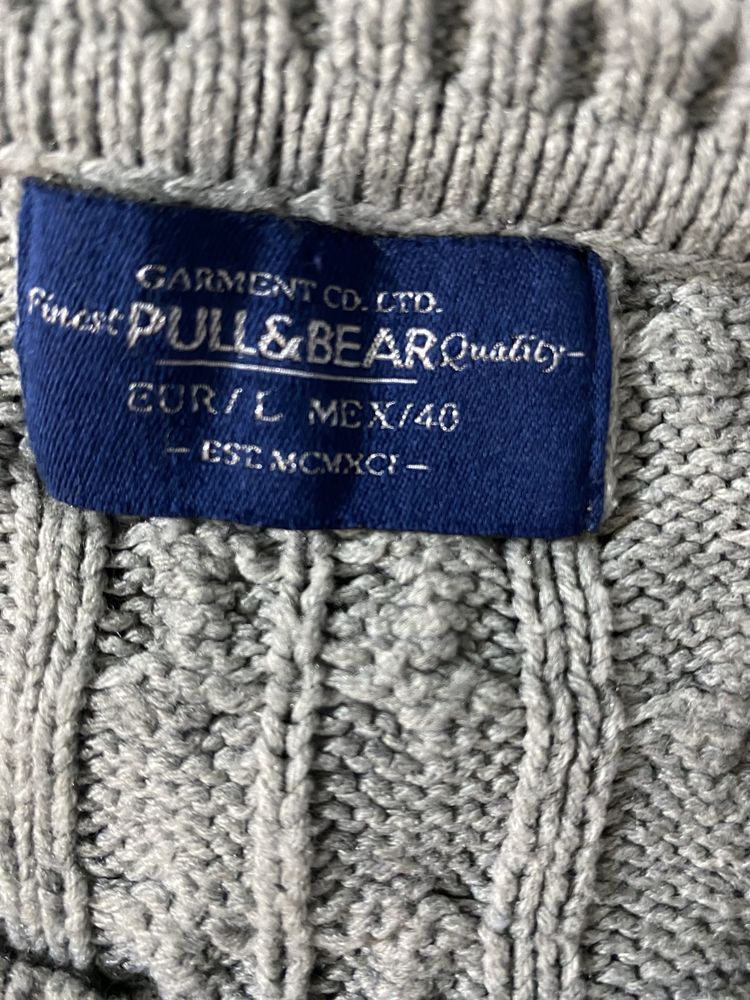 GARMENT CO. LTD.
Finest PULL&BEAR Quality-
EUR/L MEX/40
- EST. MCMXCI -